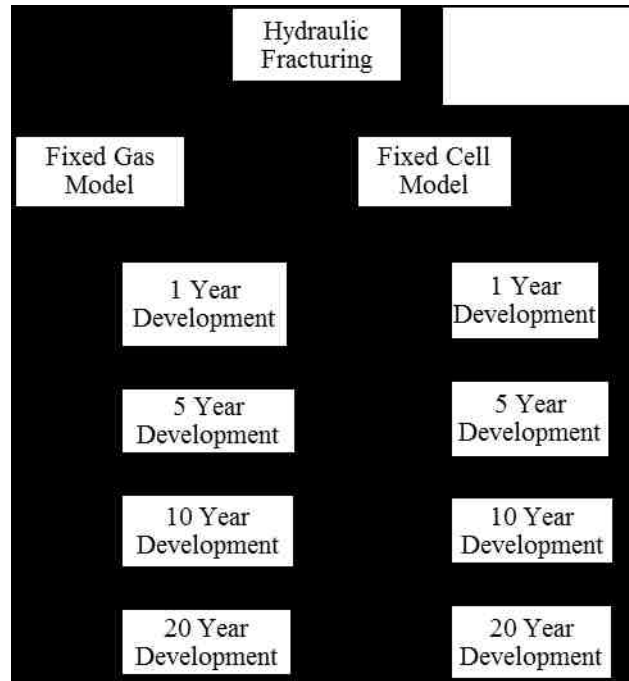 Hydraulic
Fracturing
Fixed Gas
Model
Fixed Cell
Model
1 Year
Development
1 Year
Development
5 Year
Development
5 Year
Development
10 Year
Development
10 Year
Development
20 Year
Development
20 Year
Development